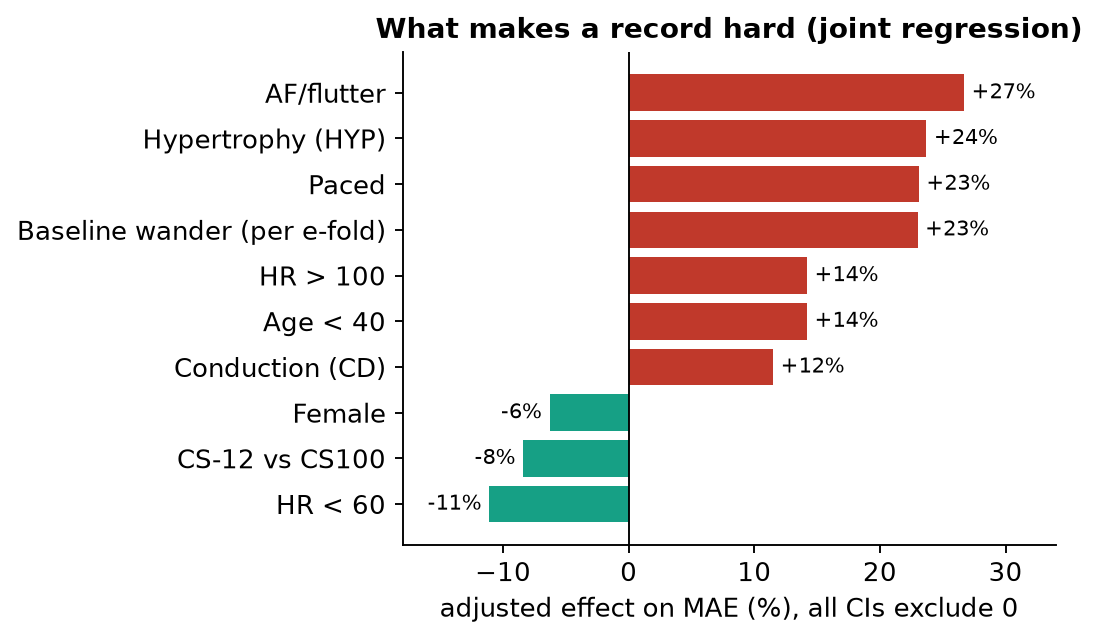 What makes a record hard (joint regression)
AF/flutter +27%
Hypertrophy (HYP) +24%
Paced +23%
Baseline wander (per e-fold) +23%
HR > 100 +14%
Age < 40 +14%
Conduction (CD) +12%
Female -6%
CS-12 vs CS100 -8%
HR < 60 -11%
−10 0 10 20 30
adjusted effect on MAE (%), all CIs exclude 0